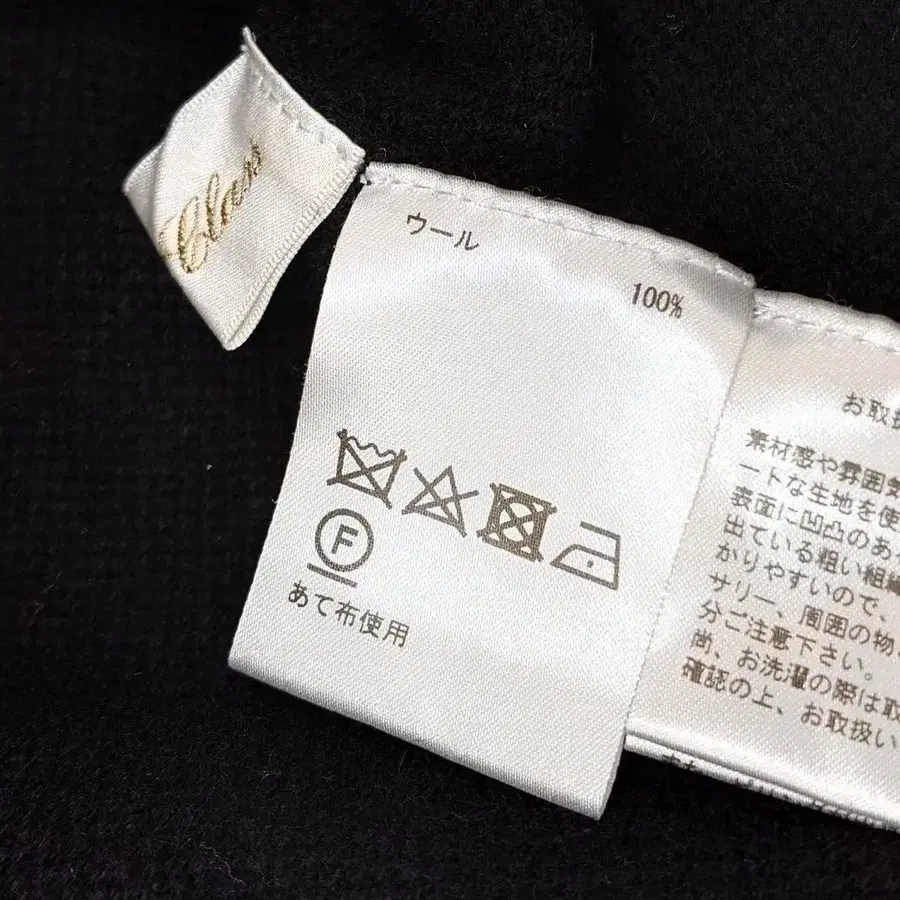 Class
ウール
100%
F
あて布使用
お取扱
素材感や雰囲気
ートな生地を使
表面に凹凸のあ
出ている粗い組織
かりやすいので、
サリー、周囲の物
分ご注意下さい。
尚、お洗濯の際は取
確認の上、お取扱い